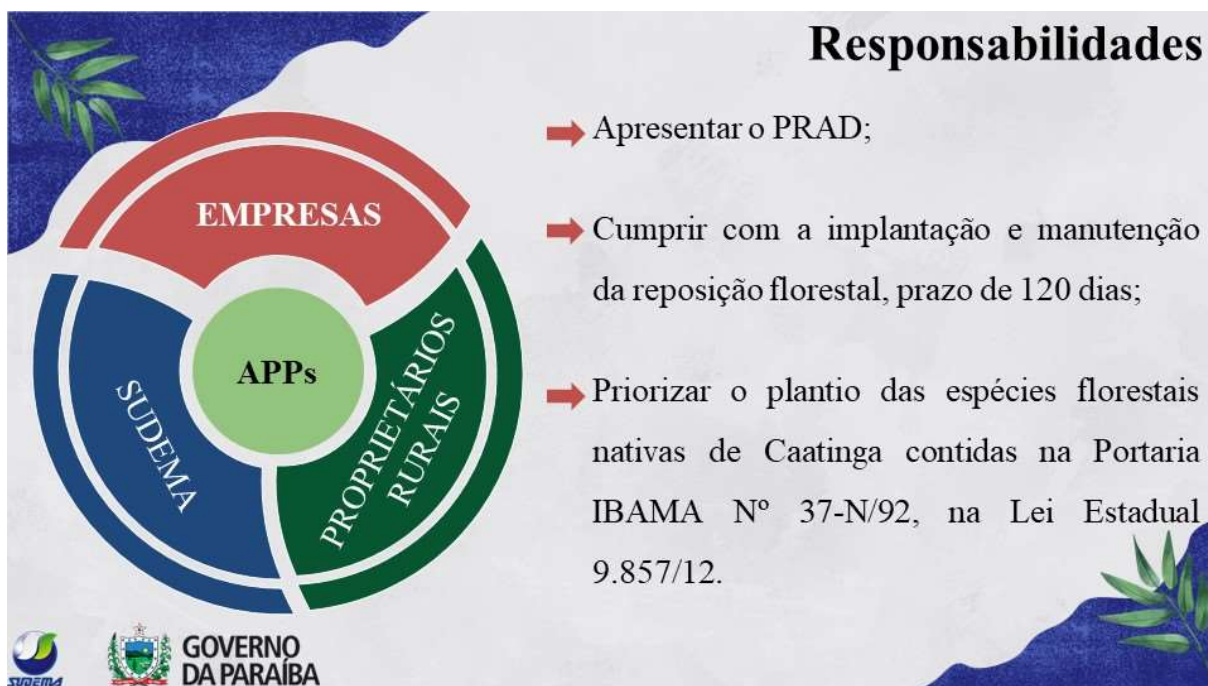 Responsabilidades
Apresentar o PRAD;
Cumprir com a implantação e manutenção
da reposição florestal, prazo de 120 dias;
Priorizar o plantio das espécies florestais
nativas de Caatinga contidas na Portaria
IBAMA Nº 37-N/92, na Lei Estadual
9.857/12.
EMPRESAS
APPs
SUDEMA
PROPRIETÁRIOS
RURAIS
SUDEMA
GOVERNO
DA PARAÍBA